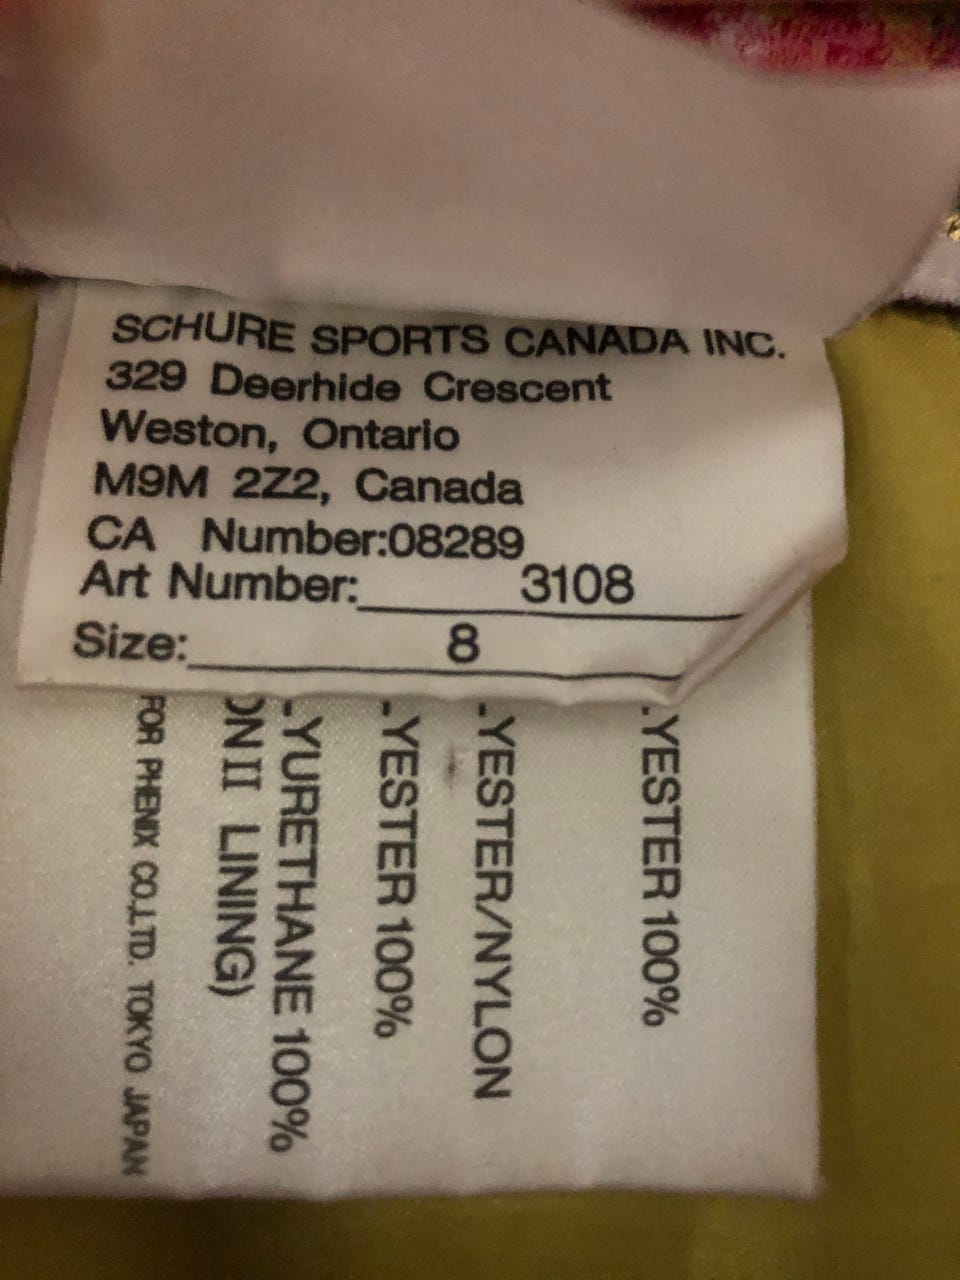 SCHURE SPORTS CANADA INC.
329 Deerhide Crescent
Weston, Ontario
M9M 2Z2, Canada
CA Number:08289
Art Number: 3108
Size: 8
YESTER 100%
YESTER/NYLON
YESTER 100%
YURETHANE 100%
ON II LINING)
FOR PHENIX CO.,LTD. TOKYO JAPAN